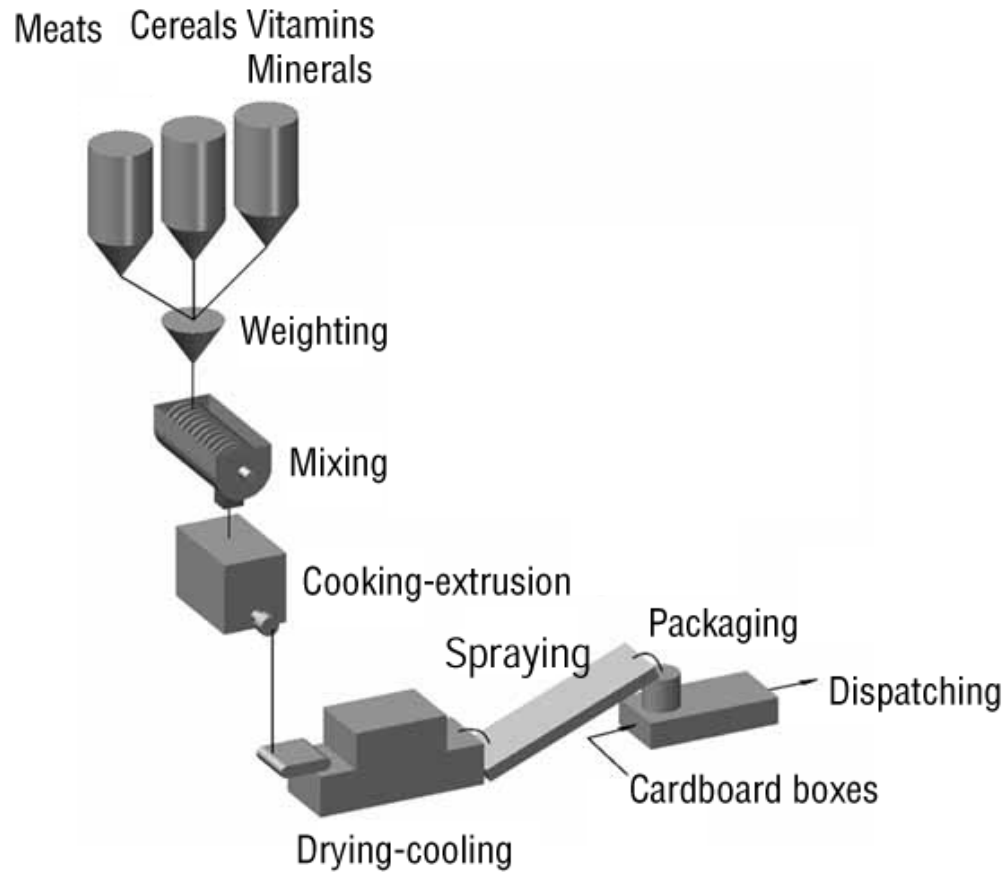 Meats Cereals Vitamins
Minerals
Weighting
Mixing
Cooking-extrusion
Packaging
Spraying
Dispatching
Cardboard boxes
Drying-cooling